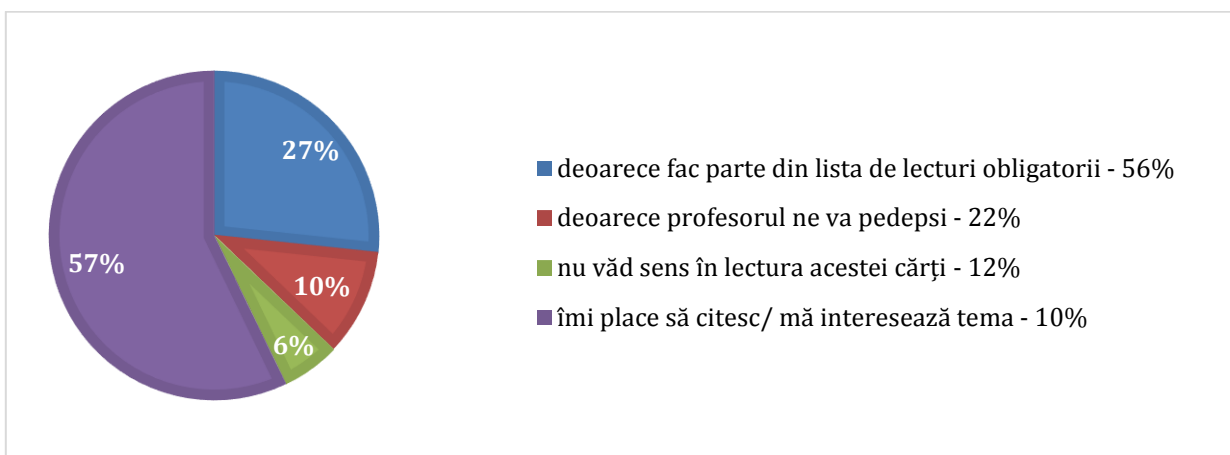 27%
10%
6%
57%
deoarece fac parte din lista de lecturi obligatorii - 56%
deoarece profesorul ne va pedepsi - 22%
nu văd sens în lectura acestei cărți - 12%
îmi place să citesc/ mă interesează tema - 10%